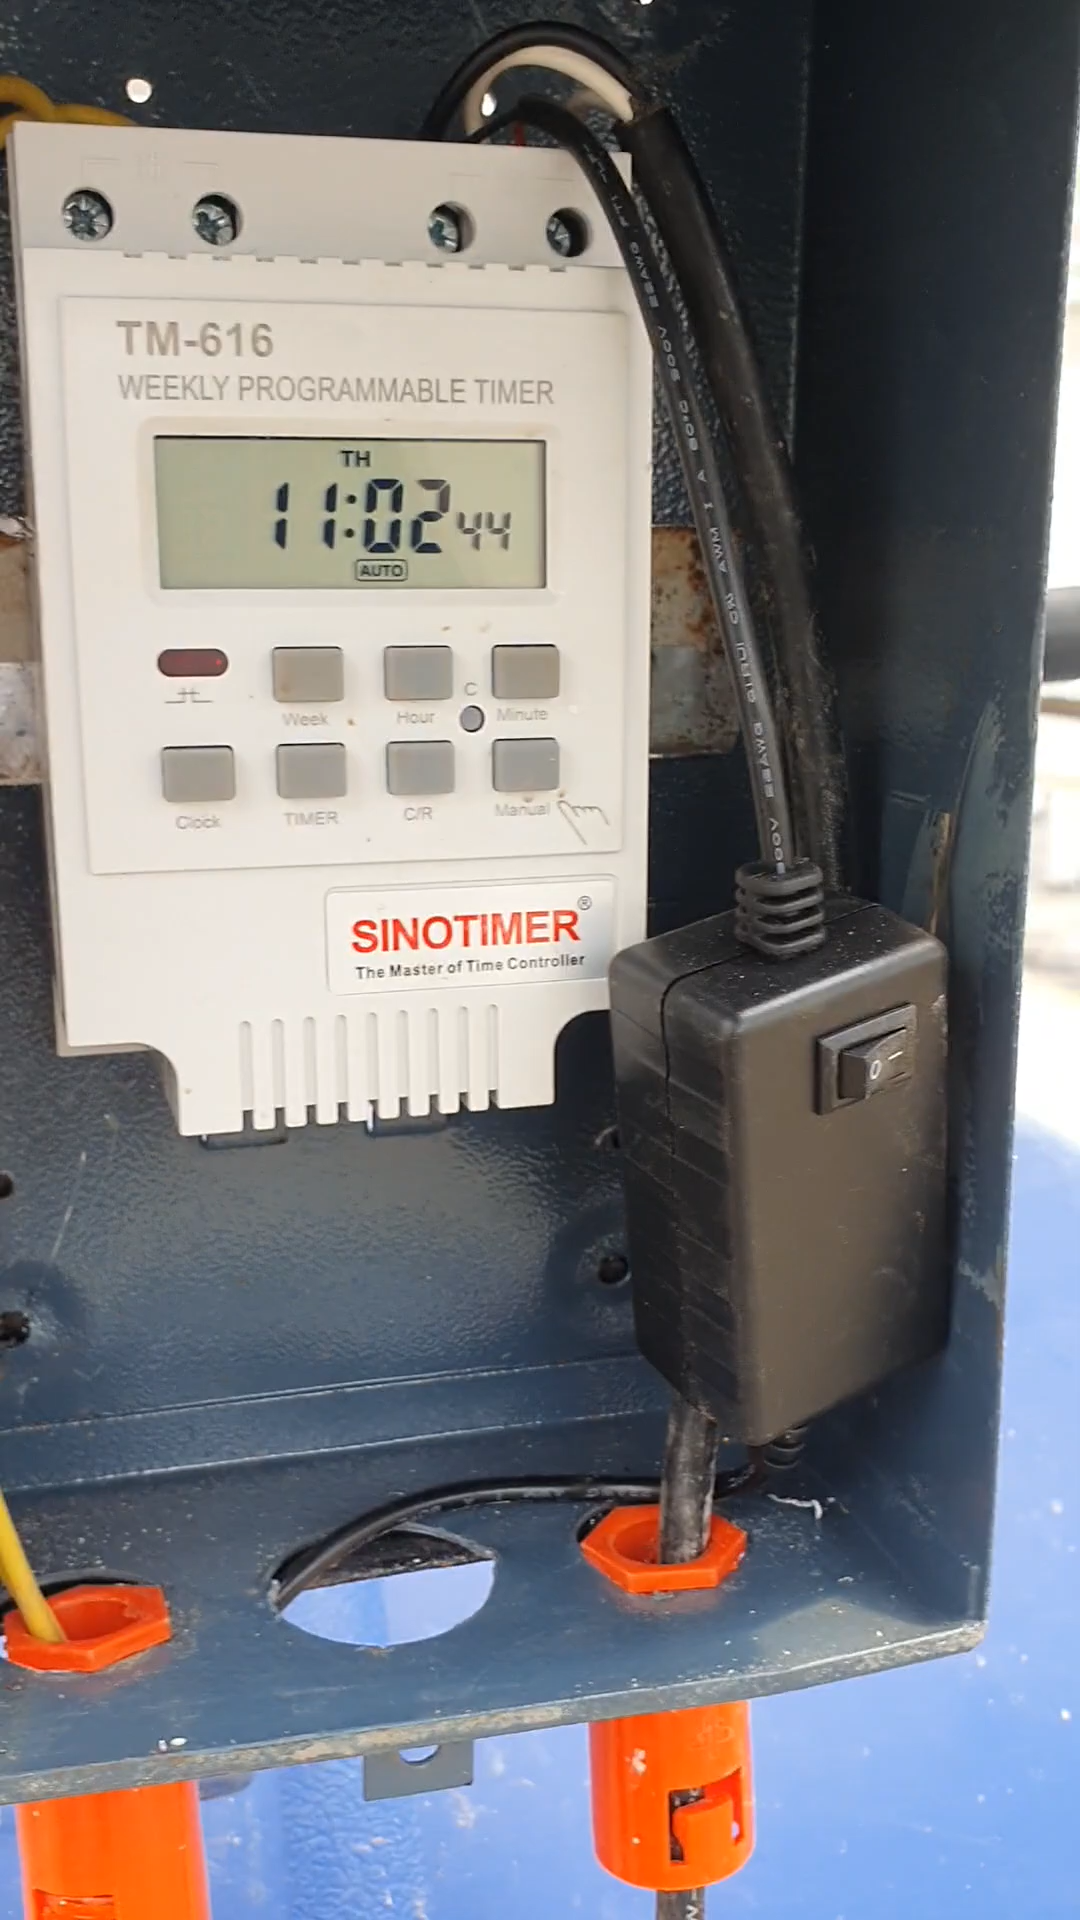 TM-616
WEEKLY PROGRAMMABLE TIMER
TH
11:02 44
AUTO
Week
Hour
C
Minute
Clock
TIMER
C/R
Manual
SINOTIMER®
The Master of Time Controller
O I